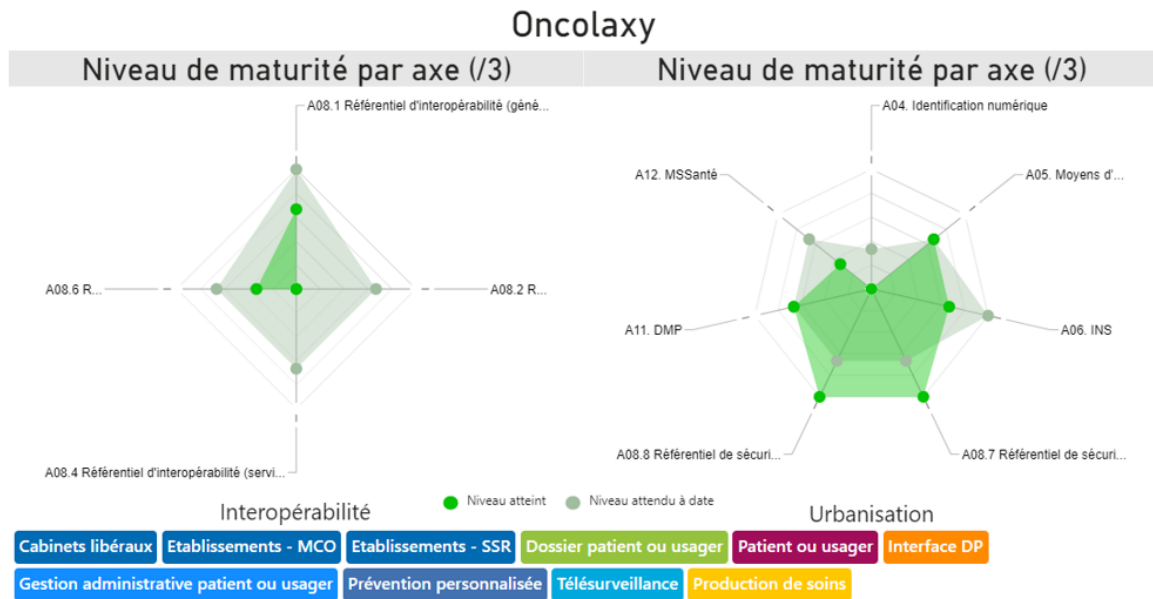 Oncolaxy
Niveau de maturité par axe (/3)
Niveau de maturité par axe (/3)
A08.1 Référentiel d'interopérabilité (géné...
A08.6 R...
A08.2 R...
A08.4 Référentiel d'interopérabilité (servi...
A04. Identification numérique
A12. MSSanté
A05. Moyens d'...
A11. DMP
A06. INS
A08.8 Référentiel de sécuri...
A08.7 Référentiel de sécuri...
Niveau atteint
Niveau attendu à date
Interopérabilité
Urbanisation
Cabinets libéraux
Etablissements - MCO
Etablissements - SSR
Dossier patient ou usager
Patient ou usager
Interface DP
Gestion administrative patient ou usager
Prévention personnalisée
Télésurveillance
Production de soins